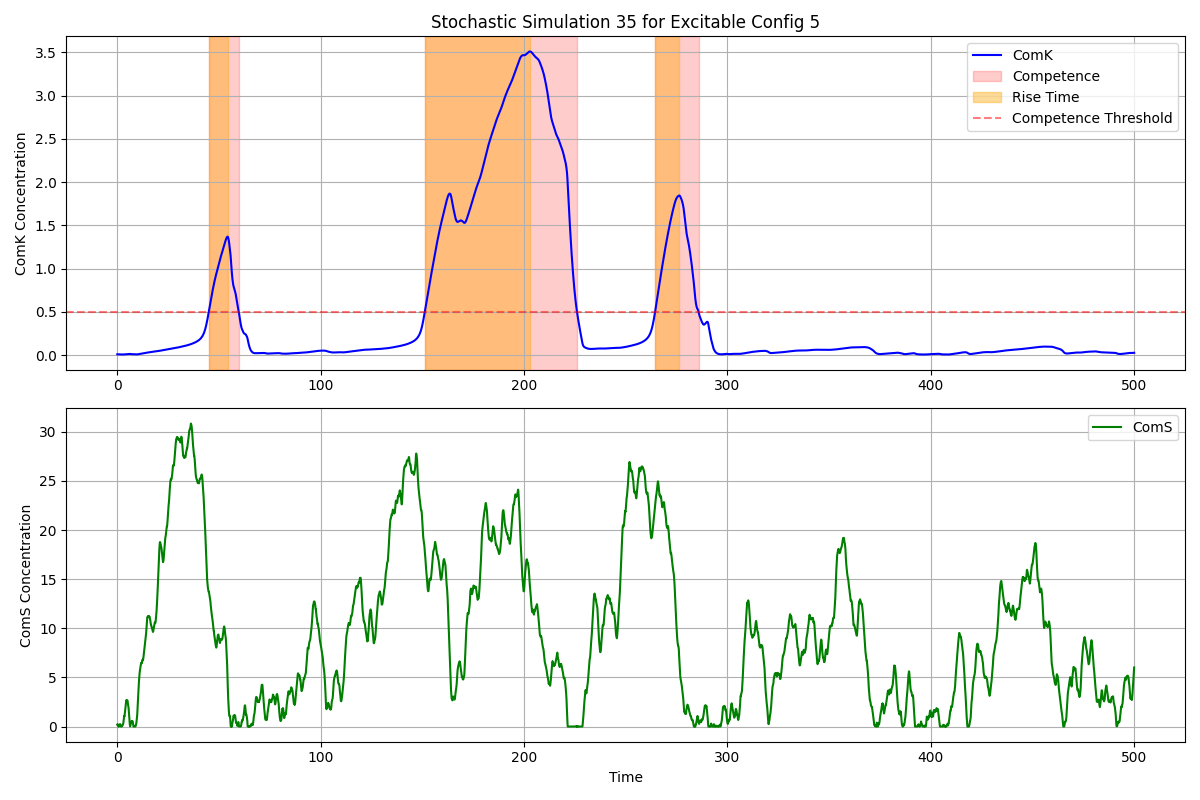 Stochastic Simulation 35 for Excitable Config 5
ComK Concentration
3.5
3.0
2.5
2.0
1.5
1.0
0.5
0.0
ComK
Competence
Rise Time
Competence Threshold
0 100 200 300 400 500
ComS Concentration
30
25
20
15
10
5
0
ComS
0 100 200 300 400 500
Time